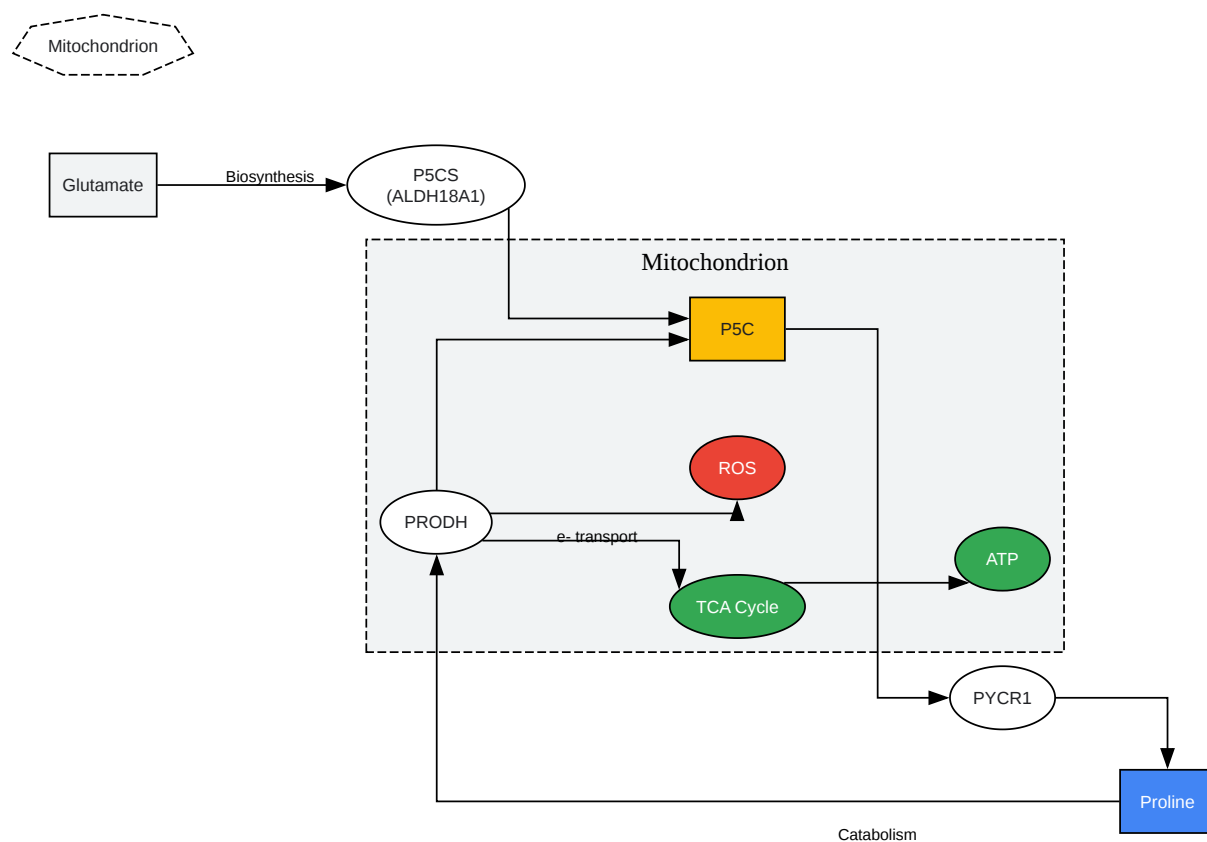 Mitochondrion
Glutamate
Biosynthesis
P5CS
(ALDH18A1)
Mitochondrion
P5C
ROS
PRODH
e- transport
ATP
TCA Cycle
PYCR1
Proline
Catabolism